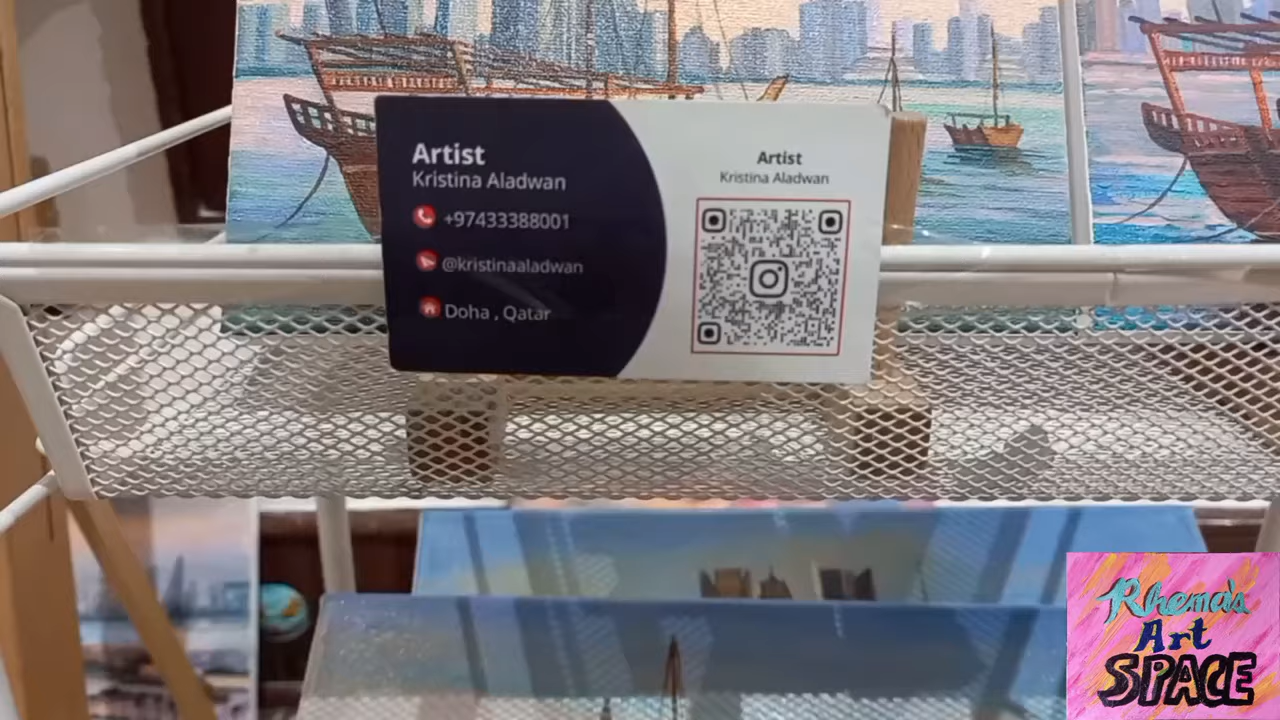 Artist
Kristina Aladwan
+97433388001
@kristinaaladwan
Doha , Qatar
Artist
Kristina Aladwan
Rhema's
Art
SPACE